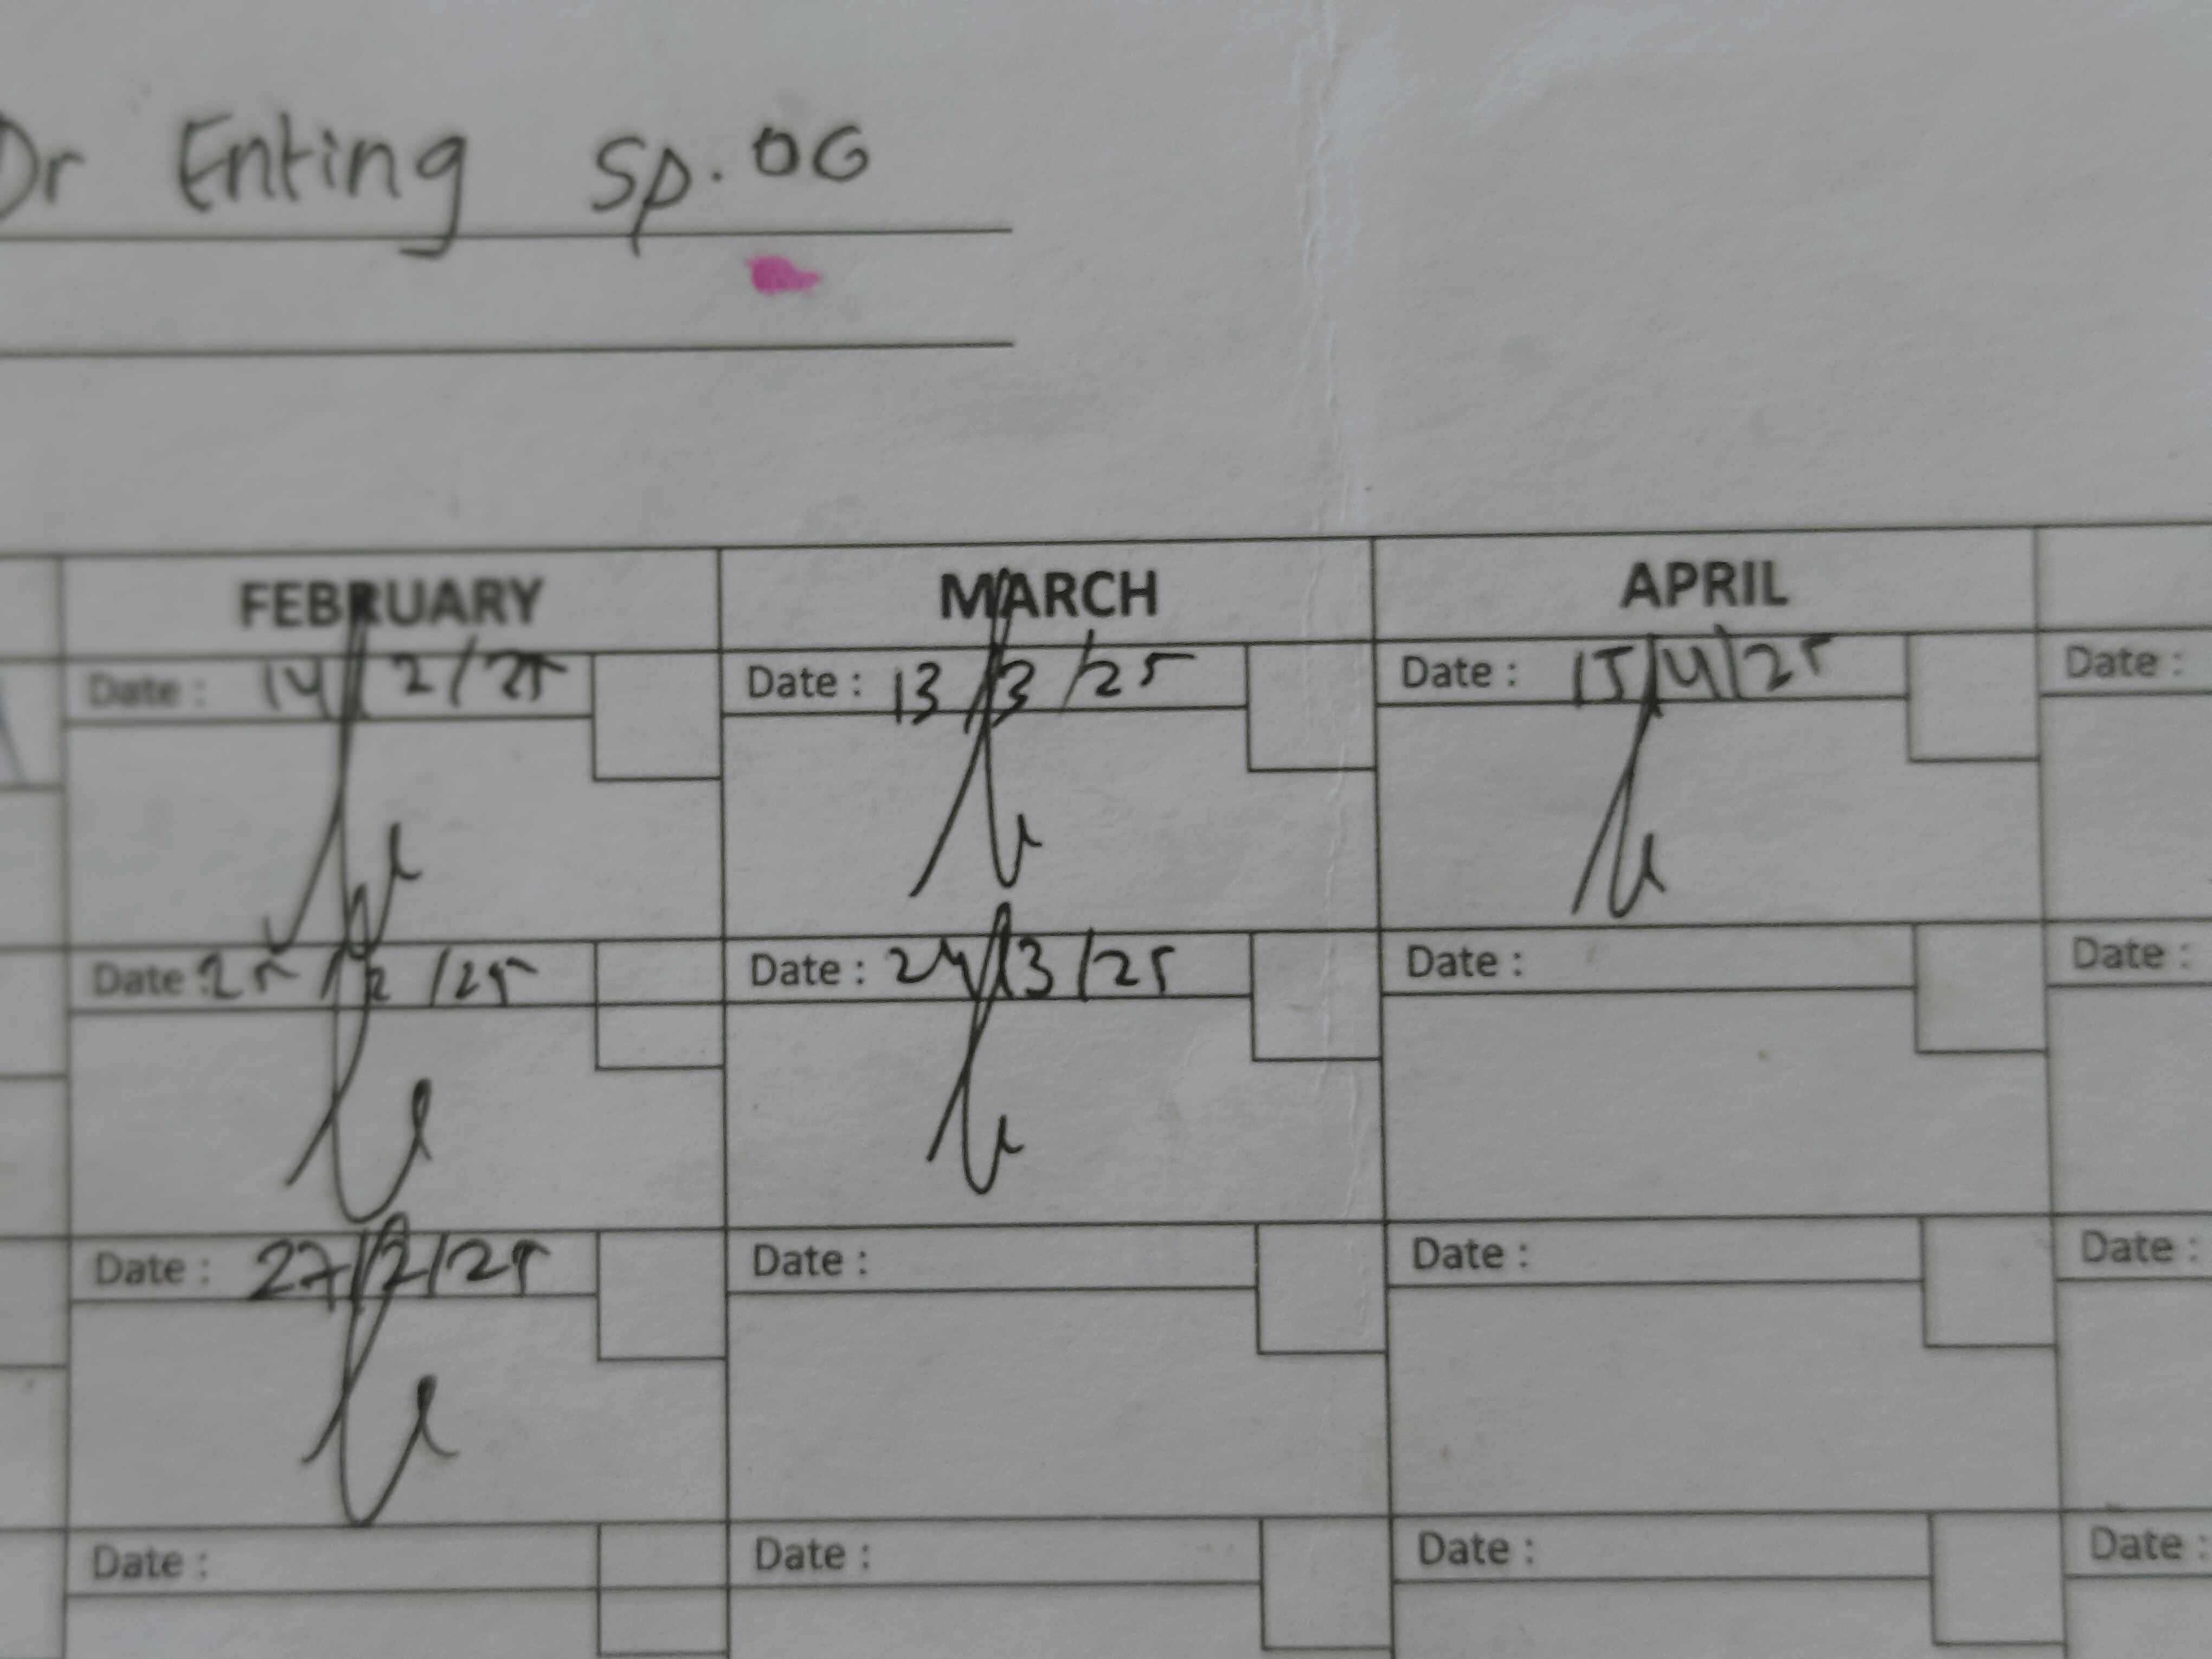 Dr Enting Sp.OG
FEBRUARY MARCH APRIL
Date : 14/2/25 Date : 13/3/25 Date : 15/4/25 Date :
Date : 25/2/25 Date : 24/3/25 Date : Date :
Date : 27/2/25 Date : Date : Date :
Date : Date : Date : Date :